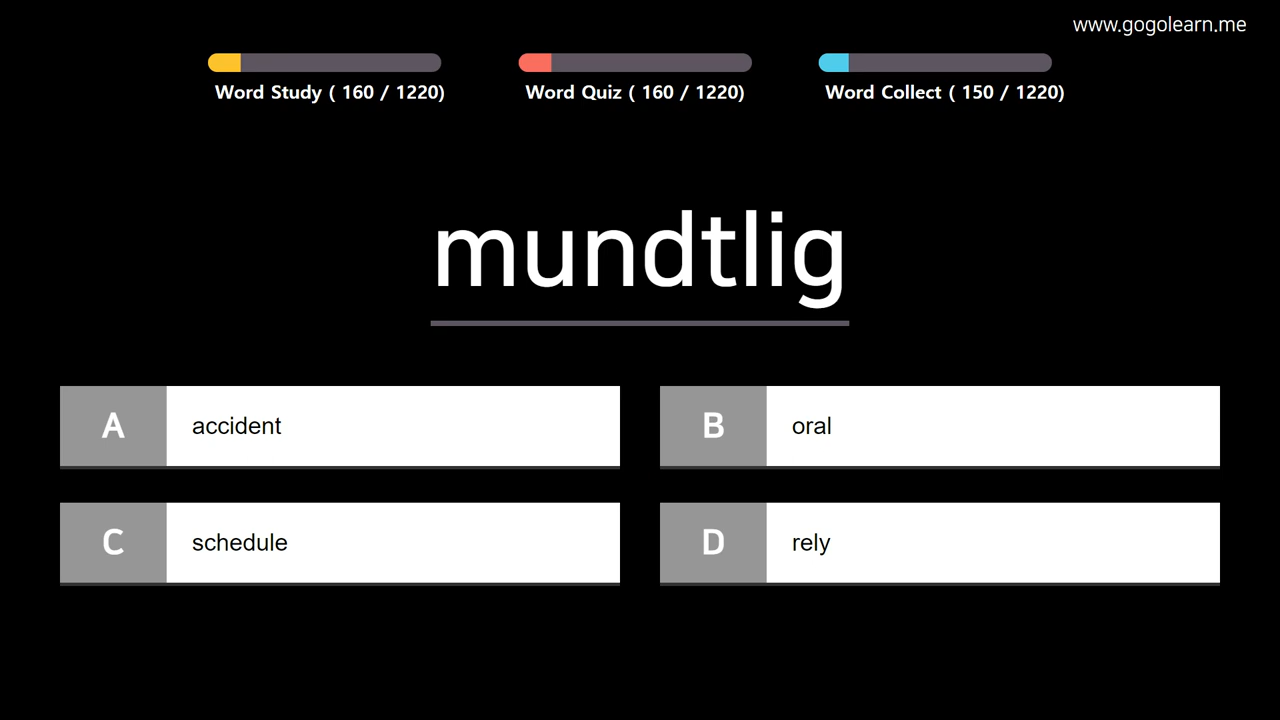 www.gogolearn.me
Word Study ( 160 / 1220)
Word Quiz ( 160 / 1220)
Word Collect ( 150 / 1220)
mundtlig
A accident
B oral
C schedule
D rely